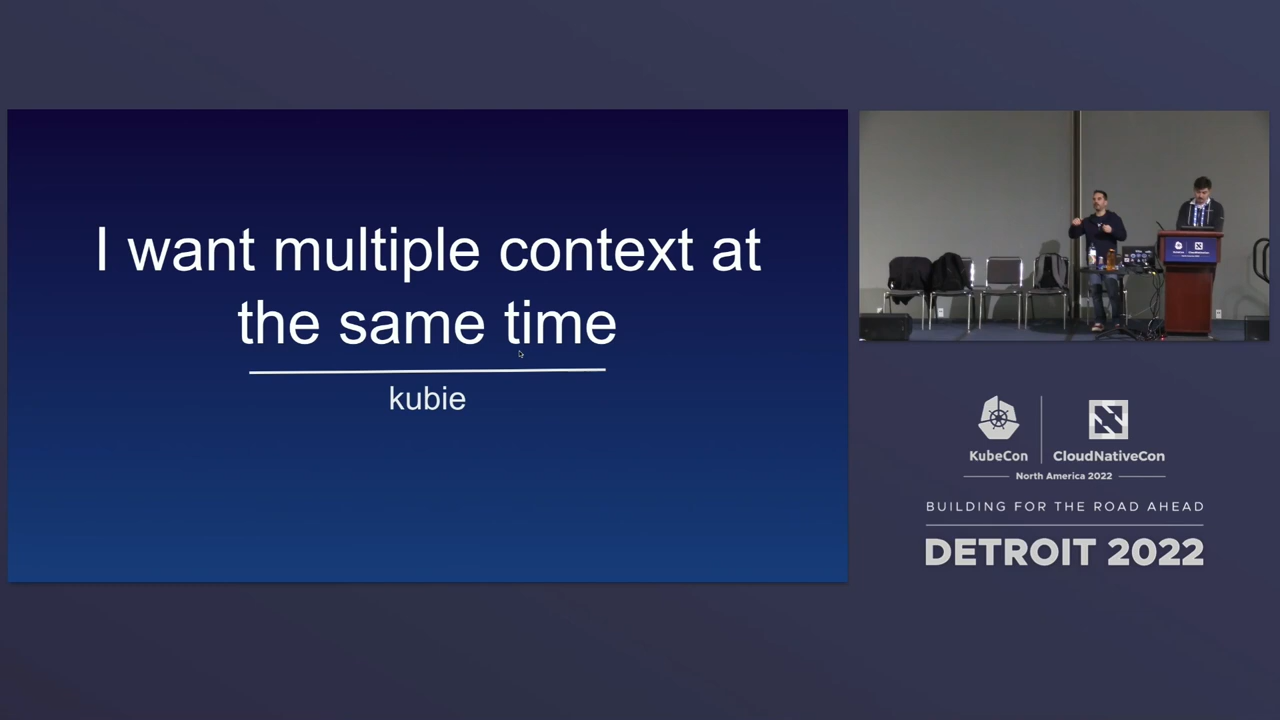 I want multiple context at
the same time
kubie
KubeCon
CloudNativeCon
North America 2022
BUILDING FOR THE ROAD AHEAD
DETROIT 2022